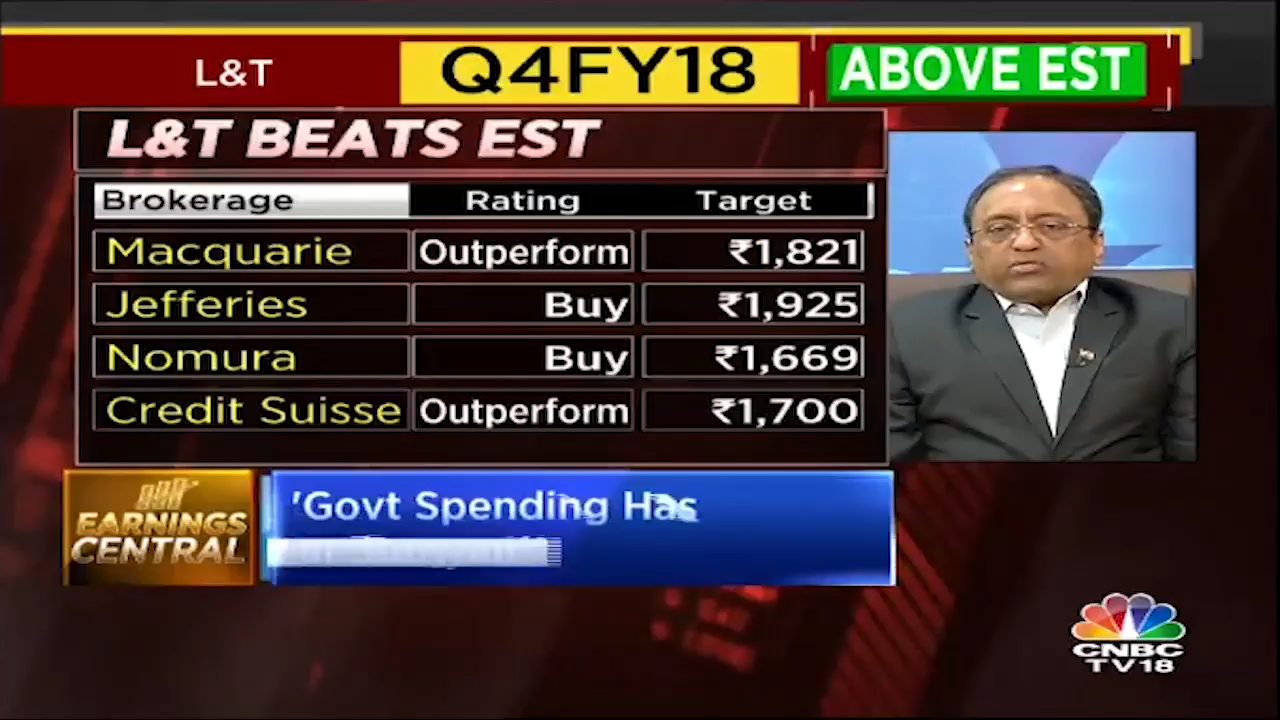 L&T Q4FY18 ABOVE EST
L&T BEATS EST
Brokerage Rating Target
Macquarie Outperform ₹1,821
Jefferies Buy ₹1,925
Nomura Buy ₹1,669
Credit Suisse Outperform ₹1,700
EARNINGS
CENTRAL
'Govt Spending Has
CNBC
TV18